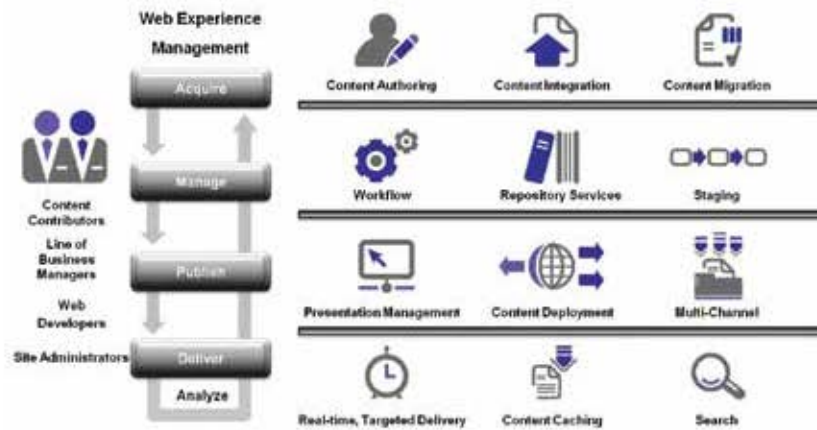 Web Experience
Management
Acquire
Content Authoring
Content Integration
Content Migration
Manage
Workflow
Repository Services
Staging
Content
Contributors
Line of
Business
Managers
Publish
Presentation Management
Content Deployment
Multi-Channel
Web
Developers
Site Administrators
Deliver
Analyze
Real-time, Targeted Delivery
Content Caching
Search